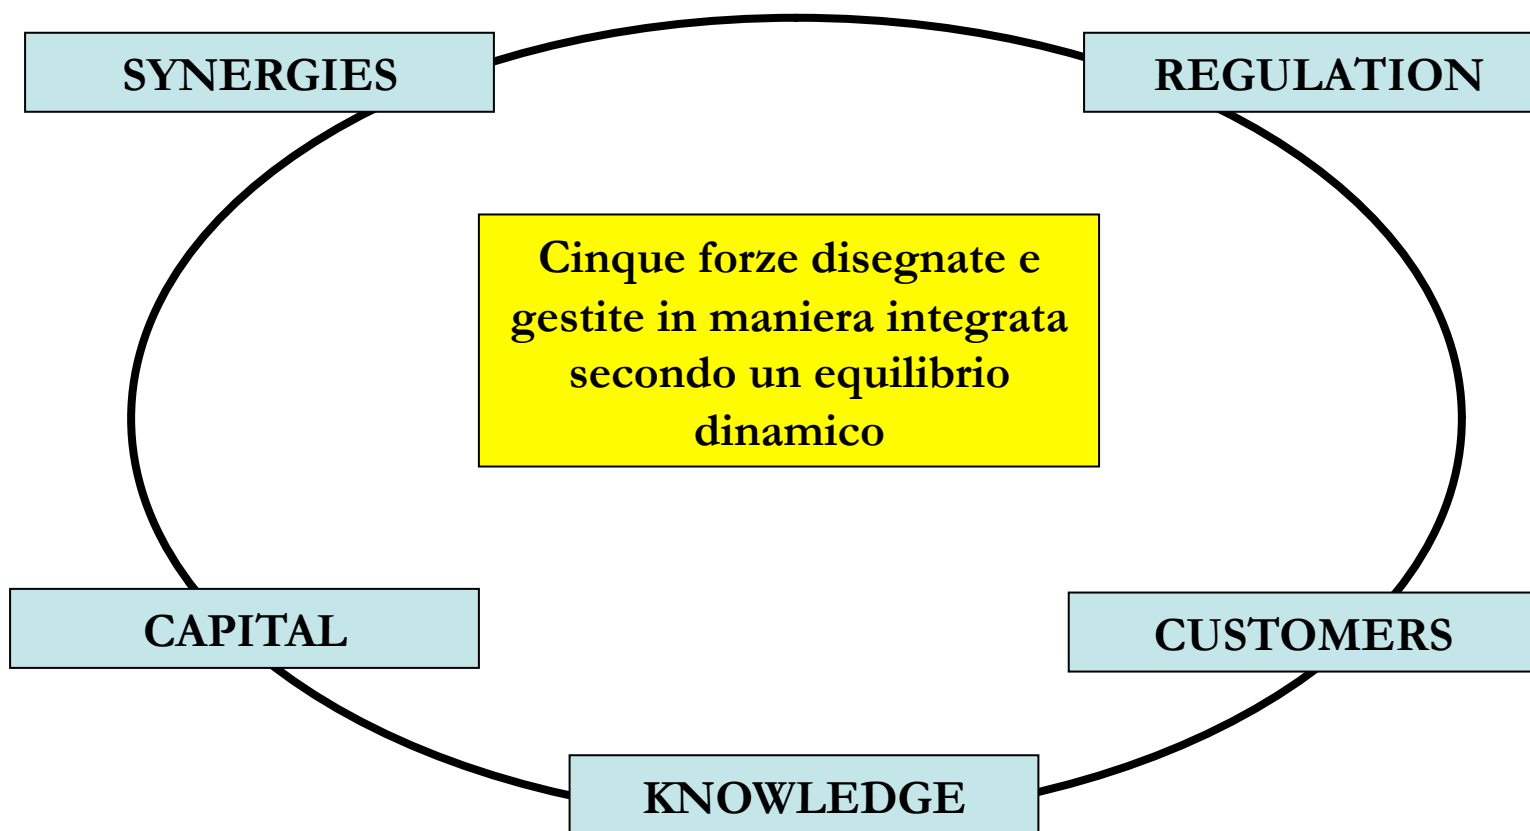 SYNERGIES
REGULATION
Cinque forze disegnate e
gestite in maniera integrata
secondo un equilibrio
dinamico
CAPITAL
CUSTOMERS
KNOWLEDGE